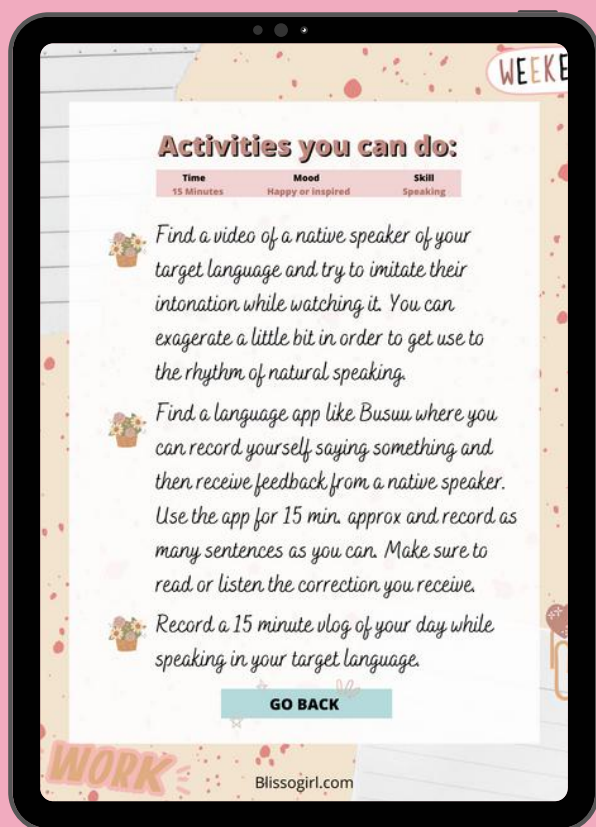 WEEKE
Activities you can do:
Time Mood Skill
15 Minutes Happy or inspired Speaking
Find a video of a native speaker of your
target language and try to imitate their
intonation while watching it. You can
exagerate a little bit in order to get use to
the rhythm of natural speaking.
Find a language app like Busuu where you
can record yourself saying something and
then receive feedback from a native speaker.
Use the app for 15 min. approx and record as
many sentences as you can. Make sure to
read or listen the correction you receive.
Record a 15 minute vlog of your day while
speaking in your target language.
GO BACK
WORK
Blissogirl.com